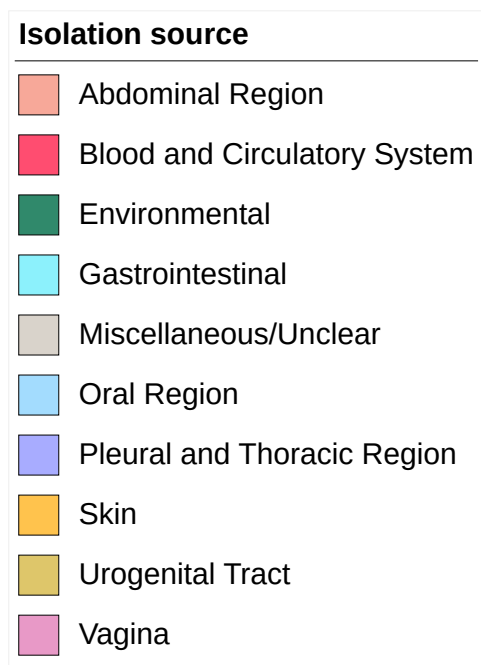 Isolation source
Abdominal Region
Blood and Circulatory System
Environmental
Gastrointestinal
Miscellaneous/Unclear
Oral Region
Pleural and Thoracic Region
Skin
Urogenital Tract
Vagina